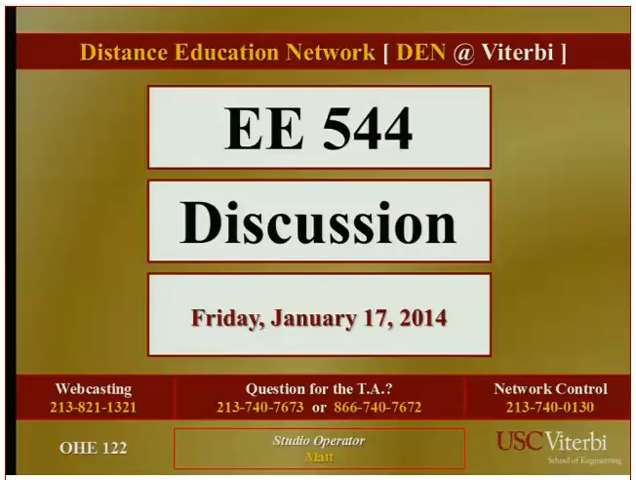 Distance Education Network [ DEN @ Viterbi ]
EE 544
Discussion
Friday, January 17, 2014
Webcasting
213-821-1321
Question for the T.A.?
213-740-7673 or 866-740-7672
Network Control
213-740-0130
OHE 122
Studio Operator
Matt
USC Viterbi
School of Engineering